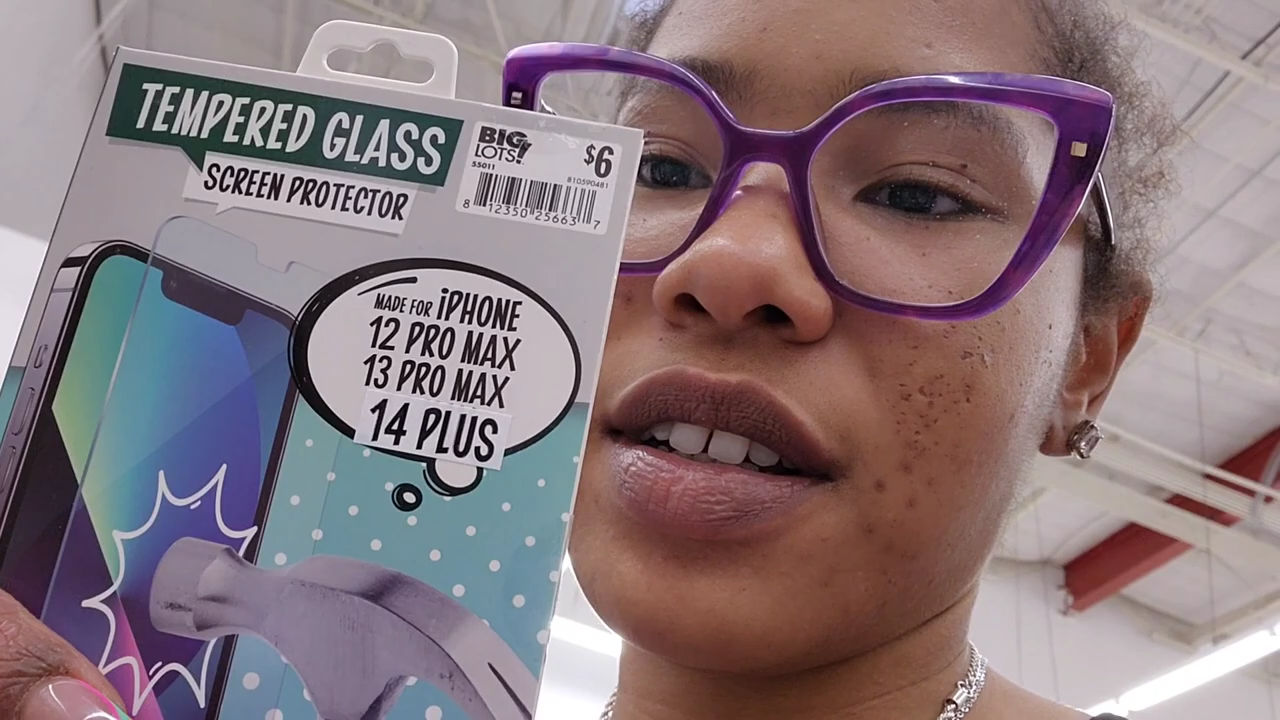 TEMPERED GLASS
SCREEN PROTECTOR
BIG
LOTS!
$6
55011
810590481
8 12350 25663 7
MADE FOR iPHONE
12 PRO MAX
13 PRO MAX
14 PLUS